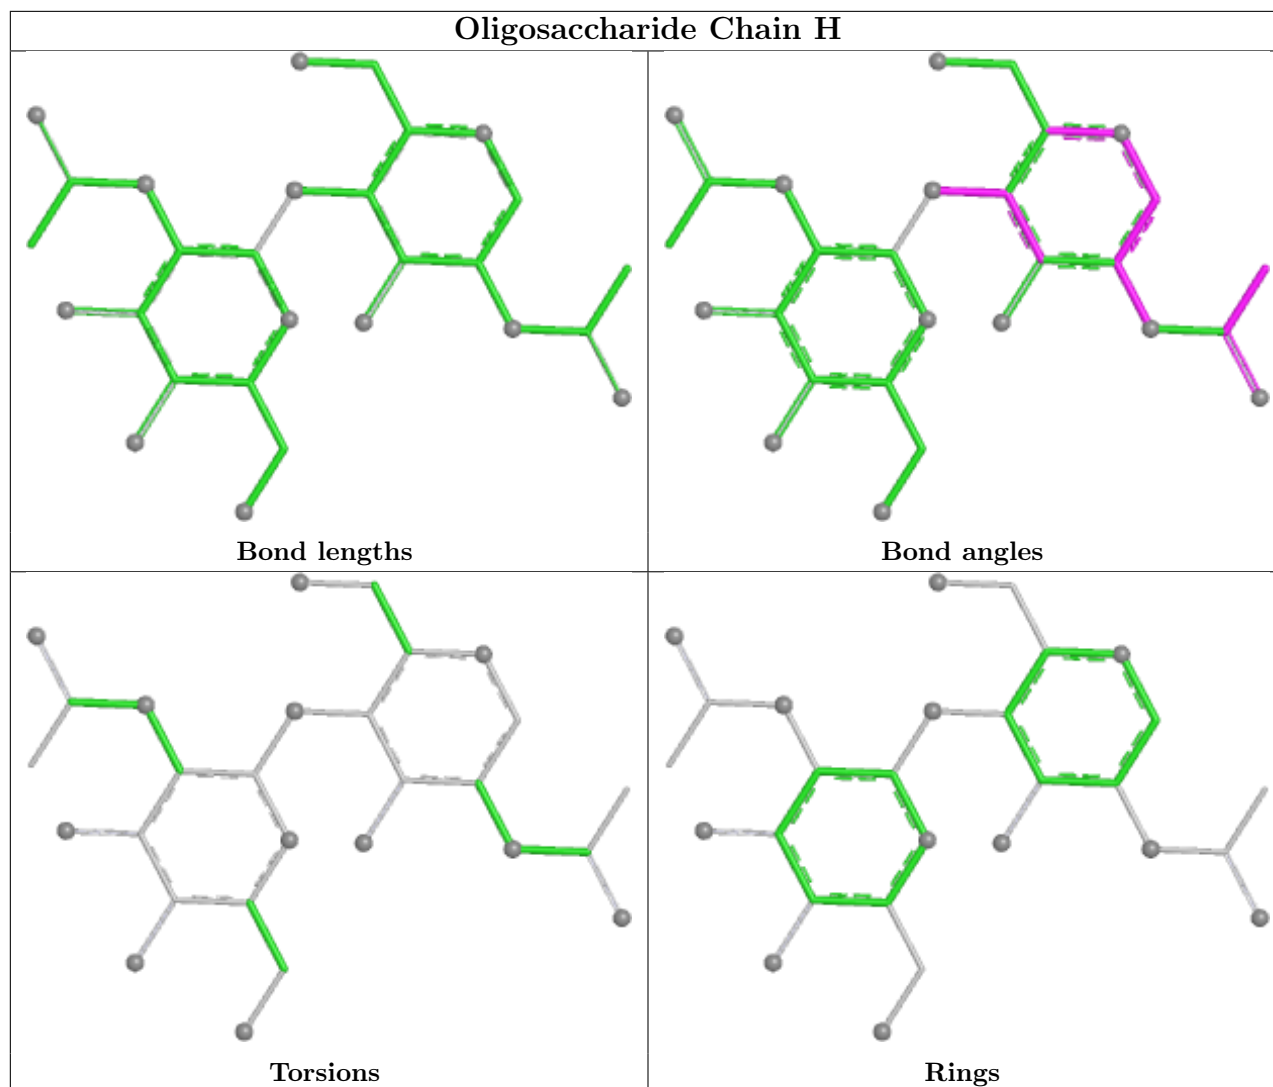 Oligosaccharide Chain H
Bond lengths
Bond angles
Torsions
Rings